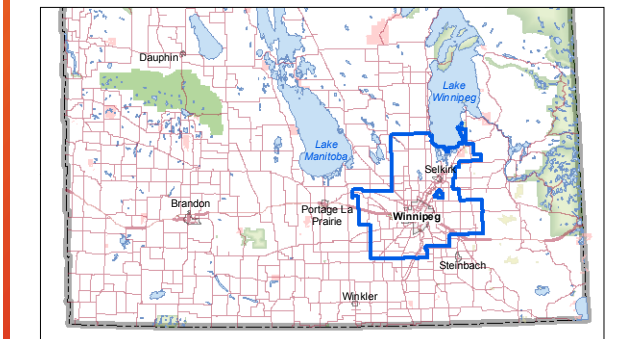 Dauphin
Lake
Winnipeg
Lake
Manitoba
Selkirk
Brandon
Portage La
Prairie
Winnipeg
Steinbach
Winkler